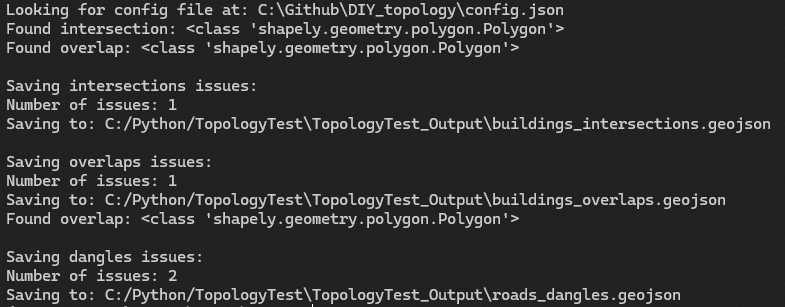 Looking for config file at: C:\Github\DIY_topology\config.json
Found intersection: <class 'shapely.geometry.polygon.Polygon'>
Found overlap: <class 'shapely.geometry.polygon.Polygon'>
Saving intersections issues:
Number of issues: 1
Saving to: C:/Python/TopologyTest\TopologyTest_Output\buildings_intersections.geojson
Saving overlaps issues:
Number of issues: 1
Saving to: C:/Python/TopologyTest\TopologyTest_Output\buildings_overlaps.geojson
Found overlap: <class 'shapely.geometry.polygon.Polygon'>
Saving dangles issues:
Number of issues: 2
Saving to: C:/Python/TopologyTest\TopologyTest_Output\roads_dangles.geojson